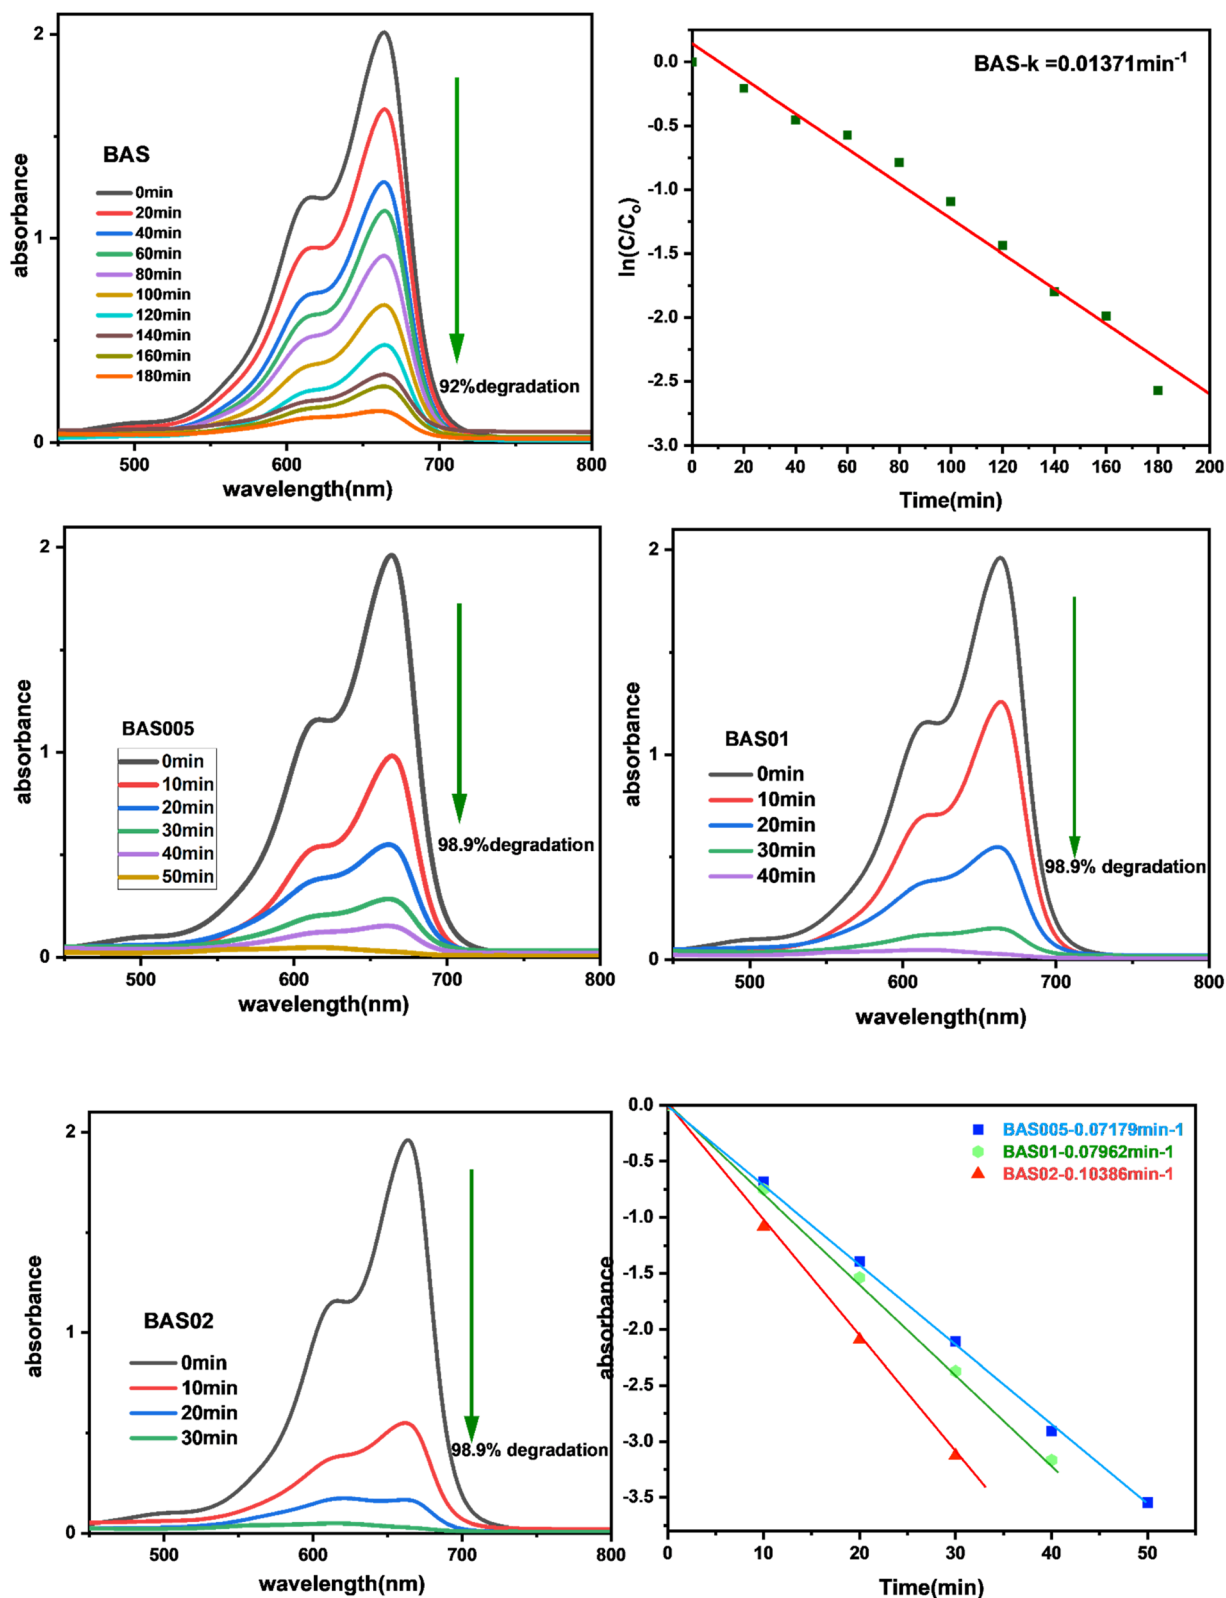 2
1
0
absorbance
BAS
0min
20min
40min
60min
80min
100min
120min
140min
160min
180min
92%degradation
500
600
700
800
wavelength(nm)
BAS-k =0.01371min-1
0.0
-0.5
-1.0
-1.5
-2.0
-2.5
-3.0
ln(C/Co)
0
20
40
60
80
100
120
140
160
180
200
Time(min)
2
1
0
absorbance
BAS005
0min
10min
20min
30min
40min
50min
98.9%degradation
500
600
700
800
wavelength(nm)
2
1
0
absorbance
BAS01
0min
10min
20min
30min
40min
98.9% degradation
500
600
700
800
wavelength(nm)
2
1
0
absorbance
BAS02
0min
10min
20min
30min
98.9% degradation
500
600
700
800
wavelength(nm)
0.0
-0.5
-1.0
-1.5
-2.0
-2.5
-3.0
-3.5
absorbance
BAS005-0.07179min-1
BAS01-0.07962min-1
BAS02-0.10386min-1
0
10
20
30
40
50
Time(min)